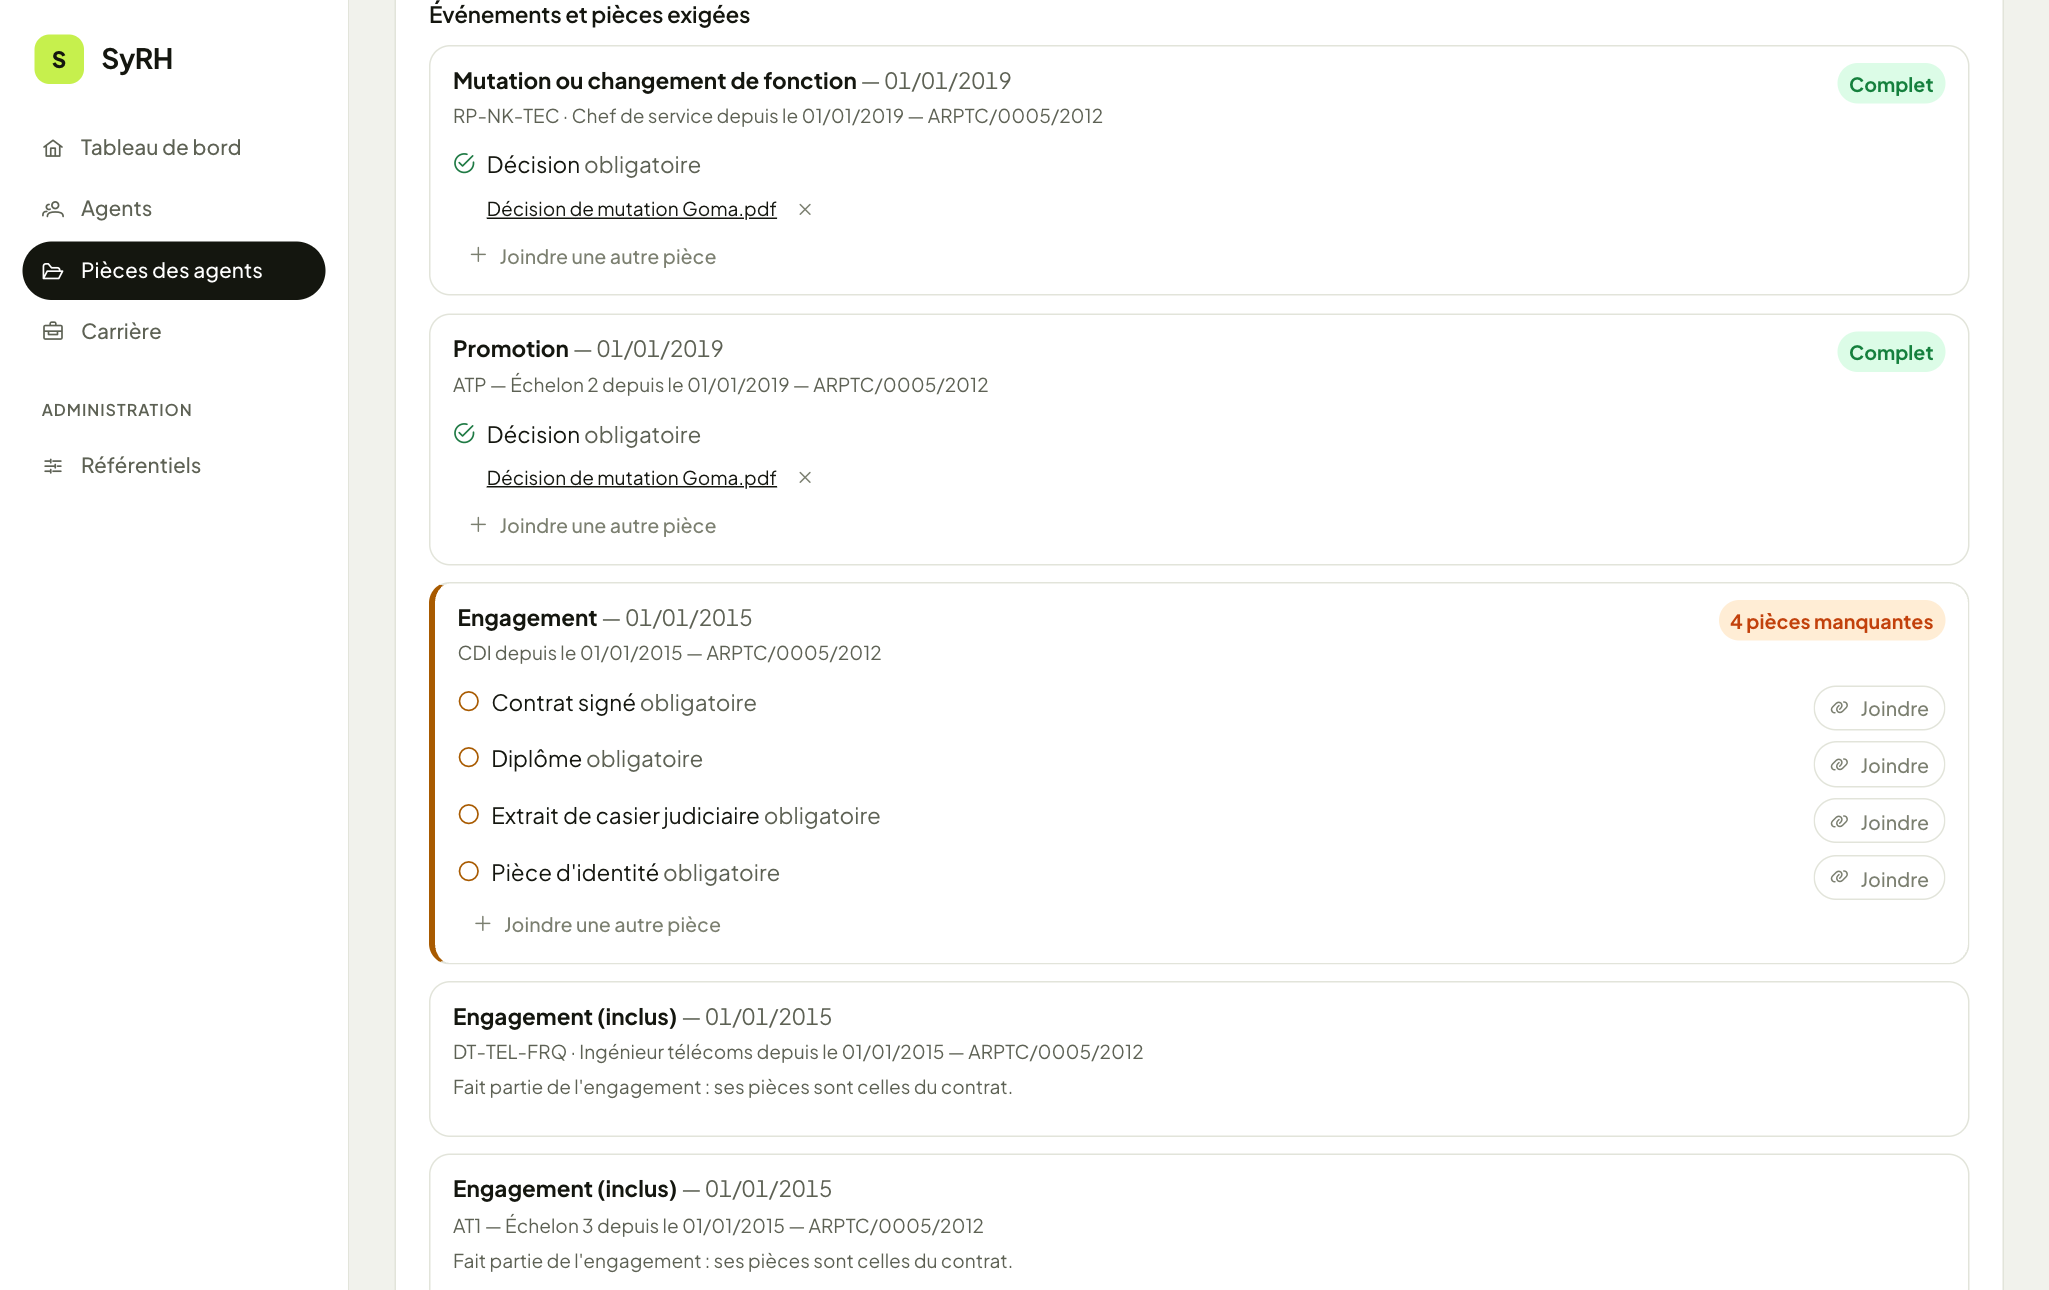 S SyRH
Tableau de bord
Agents
Pièces des agents
Carrière
ADMINISTRATION
Référentiels
Événements et pièces exigées
Mutation ou changement de fonction — 01/01/2019
Complet
RP-NK-TEC · Chef de service depuis le 01/01/2019 — ARPTC/0005/2012
Décision obligatoire
Décision de mutation Goma.pdf ×
+ Joindre une autre pièce
Promotion — 01/01/2019
Complet
ATP — Échelon 2 depuis le 01/01/2019 — ARPTC/0005/2012
Décision obligatoire
Décision de mutation Goma.pdf ×
+ Joindre une autre pièce
Engagement — 01/01/2015
4 pièces manquantes
CDI depuis le 01/01/2015 — ARPTC/0005/2012
Contrat signé obligatoire
Joindre
Diplôme obligatoire
Joindre
Extrait de casier judiciaire obligatoire
Joindre
Pièce d'identité obligatoire
Joindre
+ Joindre une autre pièce
Engagement (inclus) — 01/01/2015
DT-TEL-FRQ · Ingénieur télécoms depuis le 01/01/2015 — ARPTC/0005/2012
Fait partie de l'engagement : ses pièces sont celles du contrat.
Engagement (inclus) — 01/01/2015
AT1 — Échelon 3 depuis le 01/01/2015 — ARPTC/0005/2012
Fait partie de l'engagement : ses pièces sont celles du contrat.